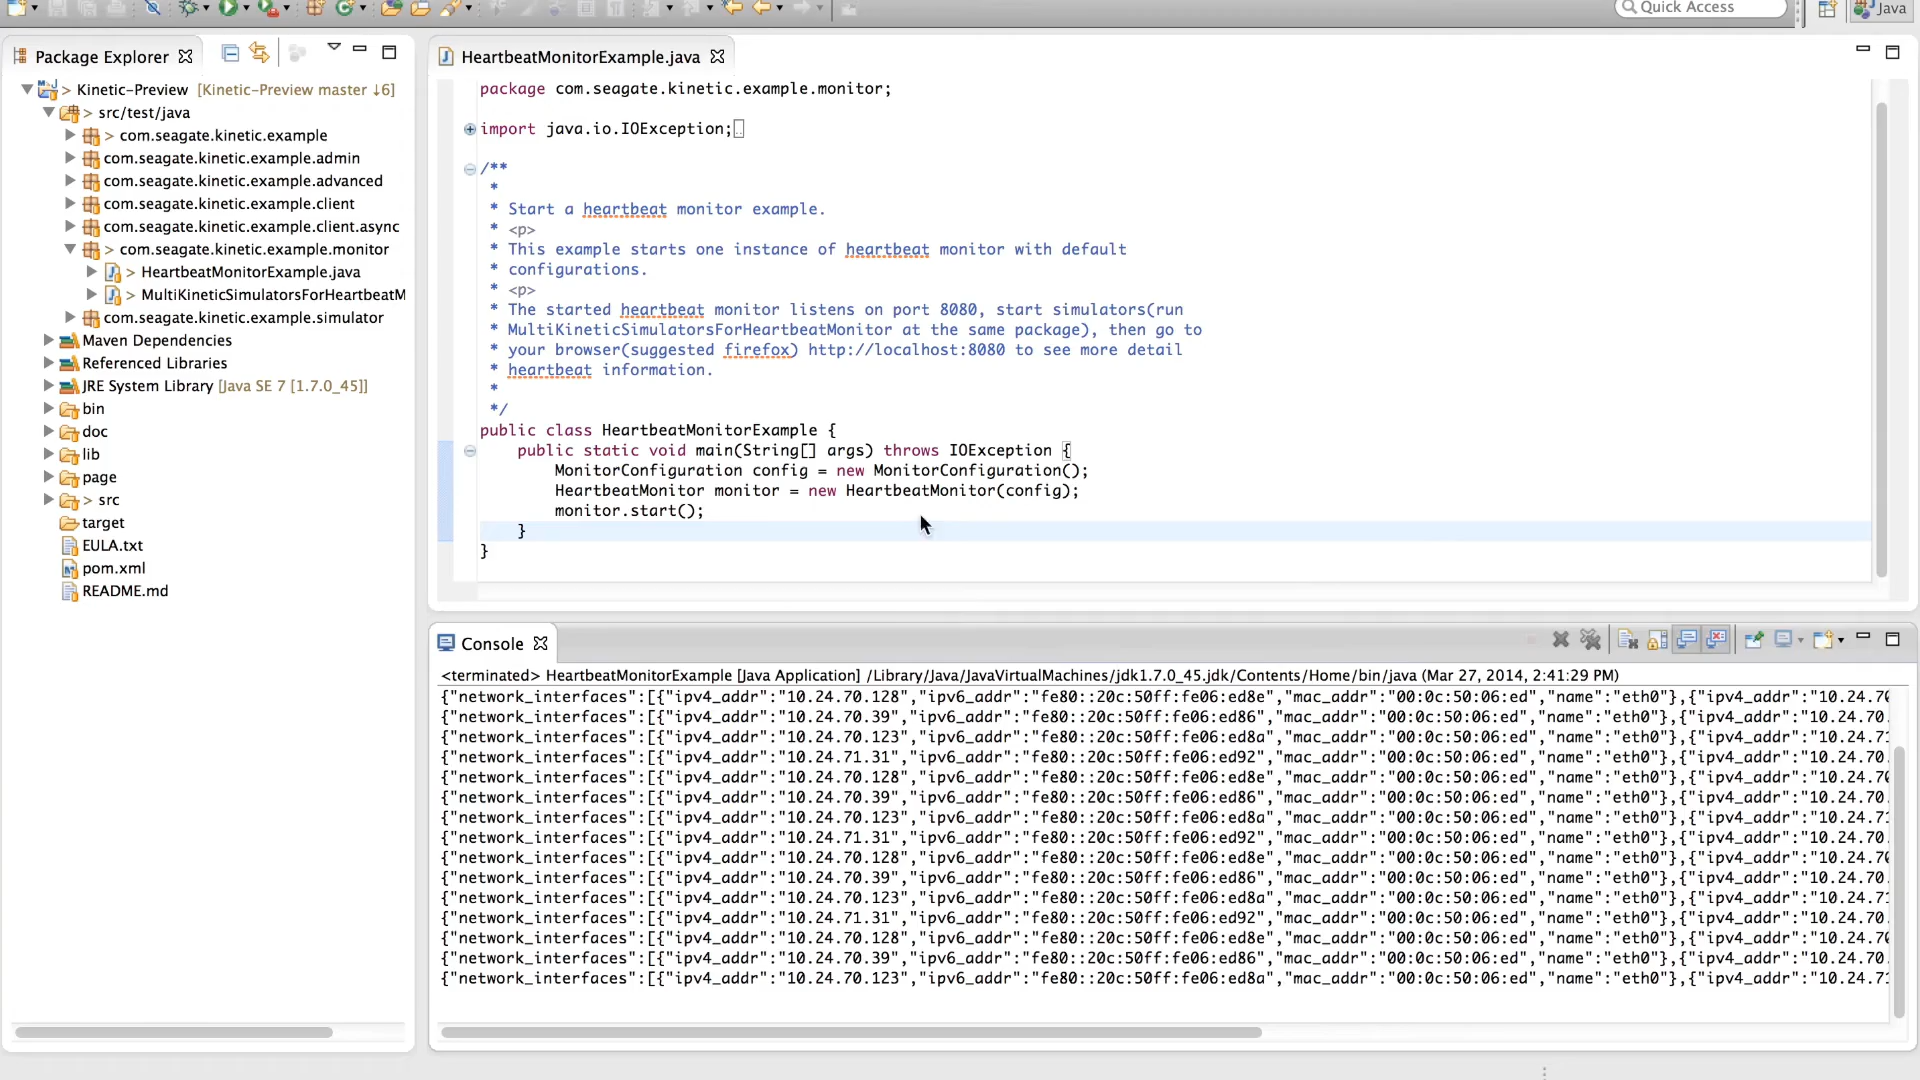 Quick Access
Java
Package Explorer
> Kinetic-Preview [Kinetic-Preview master ↓6]
> src/test/java
> com.seagate.kinetic.example
com.seagate.kinetic.example.admin
com.seagate.kinetic.example.advanced
com.seagate.kinetic.example.client
com.seagate.kinetic.example.client.async
> com.seagate.kinetic.example.monitor
> HeartbeatMonitorExample.java
> MultiKineticSimulatorsForHeartbeatM
com.seagate.kinetic.example.simulator
Maven Dependencies
Referenced Libraries
JRE System Library [Java SE 7 [1.7.0_45]]
bin
doc
lib
page
> src
target
EULA.txt
pom.xml
README.md
HeartbeatMonitorExample.java
package com.seagate.kinetic.example.monitor;
import java.io.IOException;
/**
*
* Start a heartbeat monitor example.
* <p>
* This example starts one instance of heartbeat monitor with default
* configurations.
* <p>
* The started heartbeat monitor listens on port 8080, start simulators(run
* MultiKineticSimulatorsForHeartbeatMonitor at the same package), then go to
* your browser(suggested firefox) http://localhost:8080 to see more detail
* heartbeat information.
*
*/
public class HeartbeatMonitorExample {
public static void main(String[] args) throws IOException {
MonitorConfiguration config = new MonitorConfiguration();
HeartbeatMonitor monitor = new HeartbeatMonitor(config);
monitor.start();
}
}
Console
<terminated> HeartbeatMonitorExample [Java Application] /Library/Java/JavaVirtualMachines/jdk1.7.0_45.jdk/Contents/Home/bin/java (Mar 27, 2014, 2:41:29 PM)
{"network_interfaces":[{"ipv4_addr":"10.24.70.128","ipv6_addr":"fe80::20c:50ff:fe06:ed8e","mac_addr":"00:0c:50:06:ed","name":"eth0"},{"ipv4_addr":"10.24.70
{"network_interfaces":[{"ipv4_addr":"10.24.70.39","ipv6_addr":"fe80::20c:50ff:fe06:ed86","mac_addr":"00:0c:50:06:ed","name":"eth0"},{"ipv4_addr":"10.24.70.
{"network_interfaces":[{"ipv4_addr":"10.24.70.123","ipv6_addr":"fe80::20c:50ff:fe06:ed8a","mac_addr":"00:0c:50:06:ed","name":"eth0"},{"ipv4_addr":"10.24.71
{"network_interfaces":[{"ipv4_addr":"10.24.71.31","ipv6_addr":"fe80::20c:50ff:fe06:ed92","mac_addr":"00:0c:50:06:ed","name":"eth0"},{"ipv4_addr":"10.24.70.
{"network_interfaces":[{"ipv4_addr":"10.24.70.128","ipv6_addr":"fe80::20c:50ff:fe06:ed8e","mac_addr":"00:0c:50:06:ed","name":"eth0"},{"ipv4_addr":"10.24.70
{"network_interfaces":[{"ipv4_addr":"10.24.70.39","ipv6_addr":"fe80::20c:50ff:fe06:ed86","mac_addr":"00:0c:50:06:ed","name":"eth0"},{"ipv4_addr":"10.24.70.
{"network_interfaces":[{"ipv4_addr":"10.24.70.123","ipv6_addr":"fe80::20c:50ff:fe06:ed8a","mac_addr":"00:0c:50:06:ed","name":"eth0"},{"ipv4_addr":"10.24.71
{"network_interfaces":[{"ipv4_addr":"10.24.71.31","ipv6_addr":"fe80::20c:50ff:fe06:ed92","mac_addr":"00:0c:50:06:ed","name":"eth0"},{"ipv4_addr":"10.24.70.
{"network_interfaces":[{"ipv4_addr":"10.24.70.128","ipv6_addr":"fe80::20c:50ff:fe06:ed8e","mac_addr":"00:0c:50:06:ed","name":"eth0"},{"ipv4_addr":"10.24.70
{"network_interfaces":[{"ipv4_addr":"10.24.70.39","ipv6_addr":"fe80::20c:50ff:fe06:ed86","mac_addr":"00:0c:50:06:ed","name":"eth0"},{"ipv4_addr":"10.24.70.
{"network_interfaces":[{"ipv4_addr":"10.24.70.123","ipv6_addr":"fe80::20c:50ff:fe06:ed8a","mac_addr":"00:0c:50:06:ed","name":"eth0"},{"ipv4_addr":"10.24.71
{"network_interfaces":[{"ipv4_addr":"10.24.71.31","ipv6_addr":"fe80::20c:50ff:fe06:ed92","mac_addr":"00:0c:50:06:ed","name":"eth0"},{"ipv4_addr":"10.24.70.
{"network_interfaces":[{"ipv4_addr":"10.24.70.128","ipv6_addr":"fe80::20c:50ff:fe06:ed8e","mac_addr":"00:0c:50:06:ed","name":"eth0"},{"ipv4_addr":"10.24.70
{"network_interfaces":[{"ipv4_addr":"10.24.70.39","ipv6_addr":"fe80::20c:50ff:fe06:ed86","mac_addr":"00:0c:50:06:ed","name":"eth0"},{"ipv4_addr":"10.24.70.
{"network_interfaces":[{"ipv4_addr":"10.24.70.123","ipv6_addr":"fe80::20c:50ff:fe06:ed8a","mac_addr":"00:0c:50:06:ed","name":"eth0"},{"ipv4_addr":"10.24.71